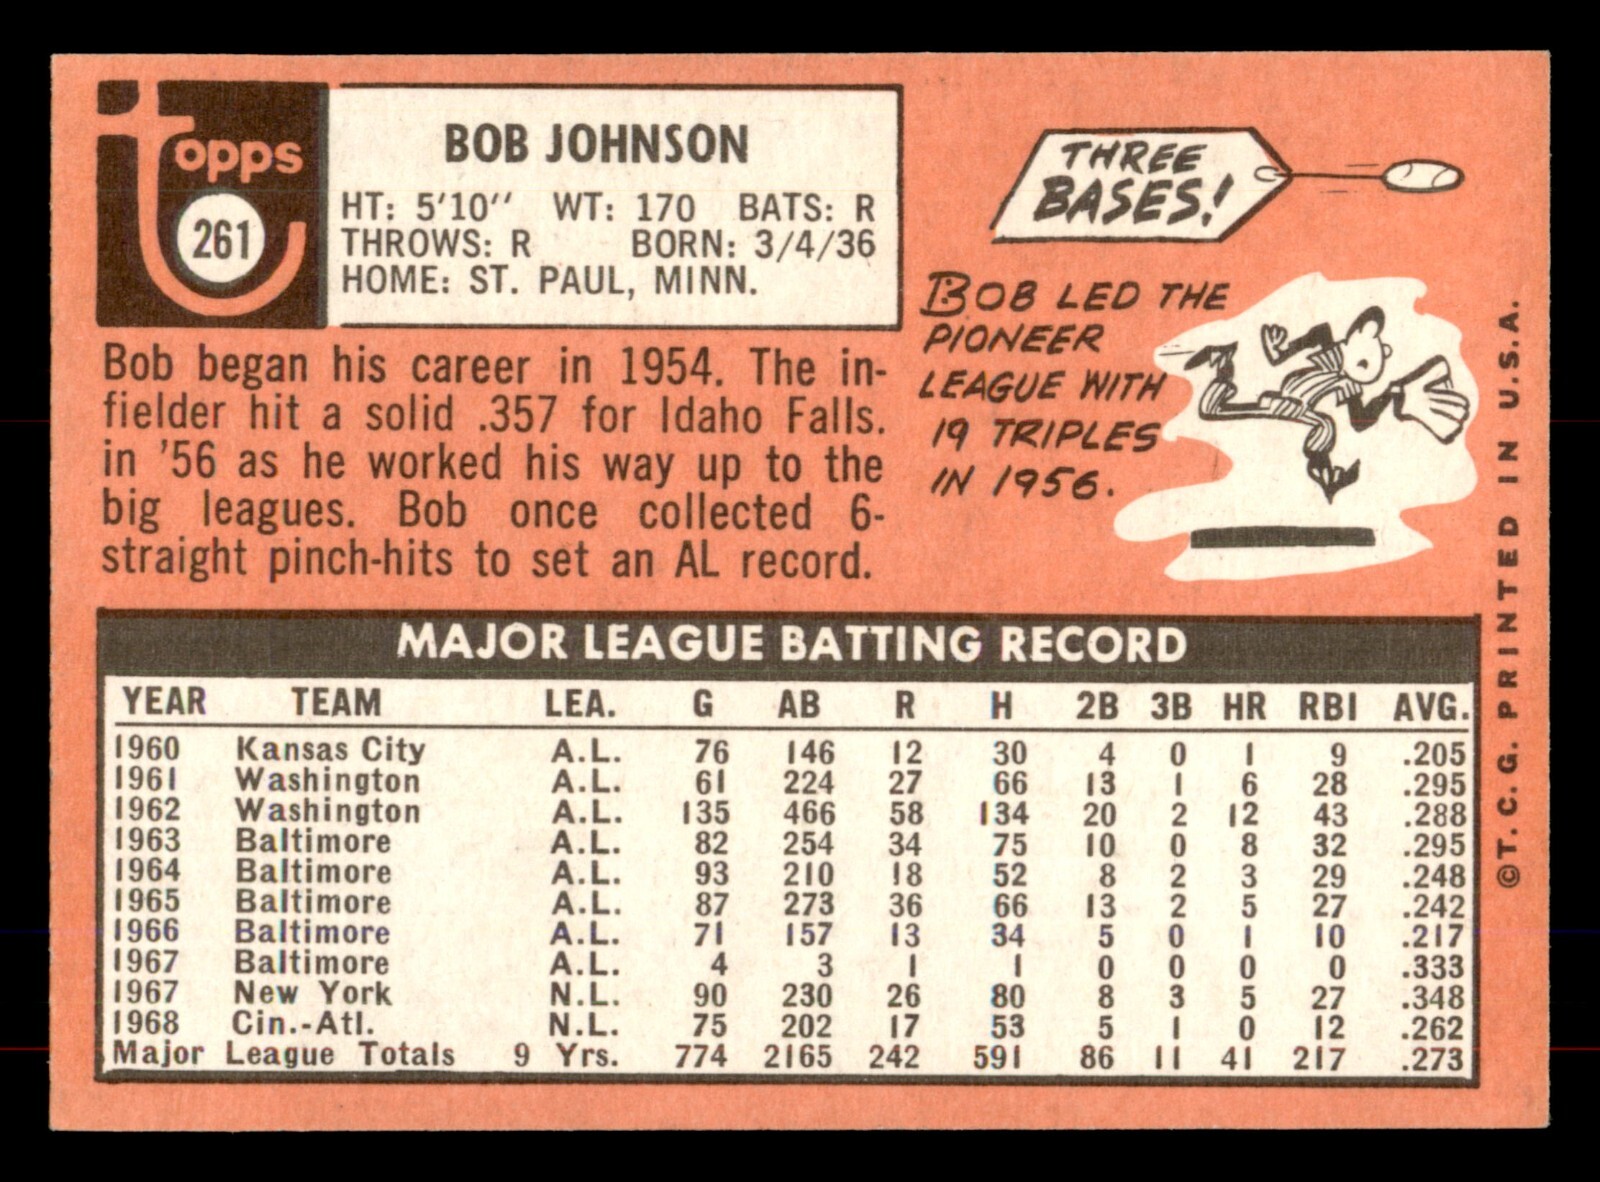 topps
261
BOB JOHNSON
HT: 5'10" WT: 170 BATS: R
THROWS: R BORN: 3/4/36
HOME: ST. PAUL, MINN.
Bob began his career in 1954. The in-
fielder hit a solid .357 for Idaho Falls.
in '56 as he worked his way up to the
big leagues. Bob once collected 6-
straight pinch-hits to set an AL record.
THREE
BASES!
BOB LED THE
PIONEER
LEAGUE WITH
19 TRIPLES
IN 1956.
MAJOR LEAGUE BATTING RECORD
YEAR TEAM LEA. G AB R H 2B 3B HR RBI AVG.
1960 Kansas City A.L. 76 146 12 30 4 0 1 9 .205
1961 Washington A.L. 61 224 27 66 13 1 6 28 .295
1962 Washington A.L. 135 466 58 134 20 2 12 43 .288
1963 Baltimore A.L. 82 254 34 75 10 0 8 32 .295
1964 Baltimore A.L. 93 210 18 52 8 2 3 29 .248
1965 Baltimore A.L. 87 273 36 66 13 2 5 27 .242
1966 Baltimore A.L. 71 157 13 34 5 0 1 10 .217
1967 Baltimore A.L. 4 3 1 1 0 0 0 0 .333
1967 New York N.L. 90 230 26 80 8 3 5 27 .348
1968 Cin.-Atl. N.L. 75 202 17 53 5 1 0 12 .262
Major League Totals 9 Yrs. 774 2165 242 591 86 11 41 217 .273
©T.C.G. PRINTED IN U.S.A.